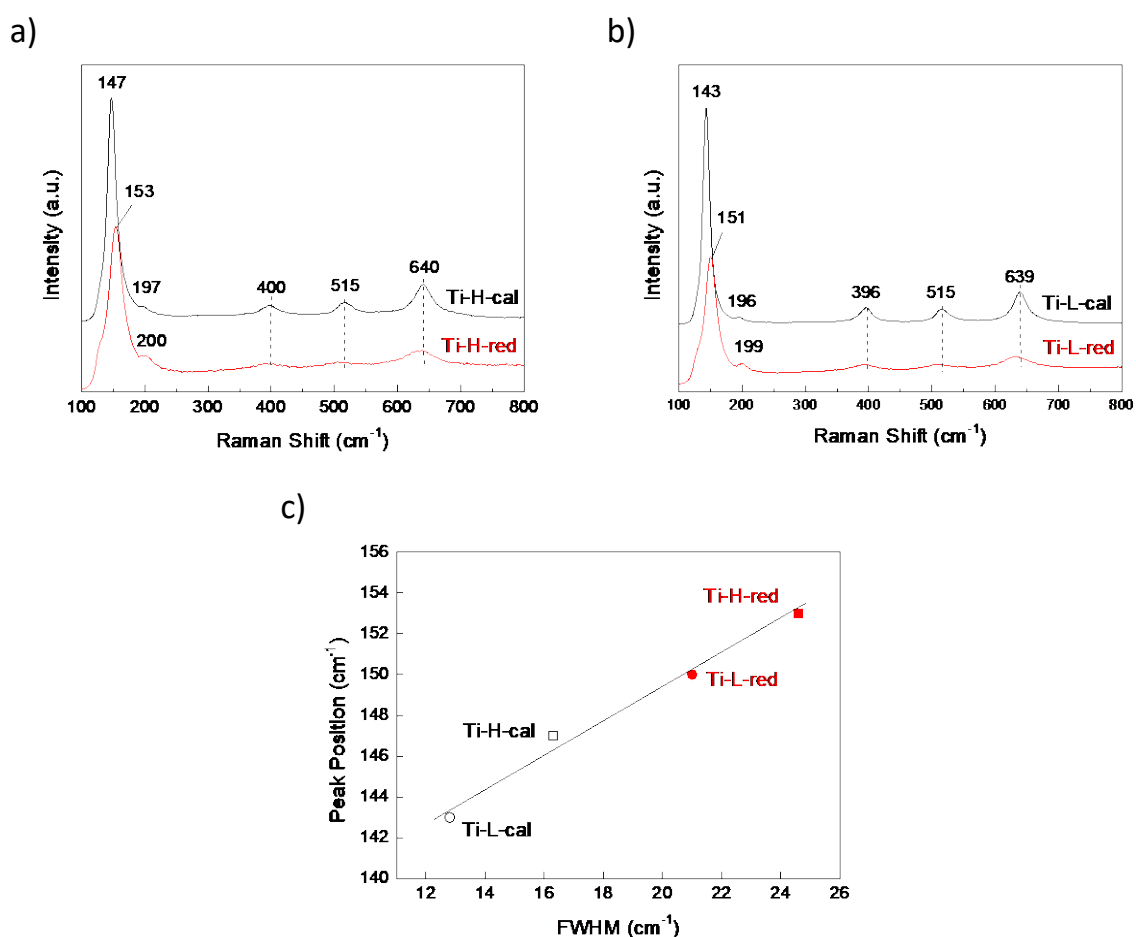 a)
147
153
197
200
400
515
640
Ti-H-cal
Ti-H-red
Intensity (a.u.)
100 200 300 400 500 600 700 800
Raman Shift (cm⁻¹)
b)
143
151
196
199
396
515
639
Ti-L-cal
Ti-L-red
Intensity (a.u.)
100 200 300 400 500 600 700 800
Raman Shift (cm⁻¹)
c)
156
154
152
150
148
146
144
142
140
Peak Position (cm⁻¹)
Ti-H-red
Ti-L-red
Ti-H-cal
Ti-L-cal
12 14 16 18 20 22 24 26
FWHM (cm⁻¹)